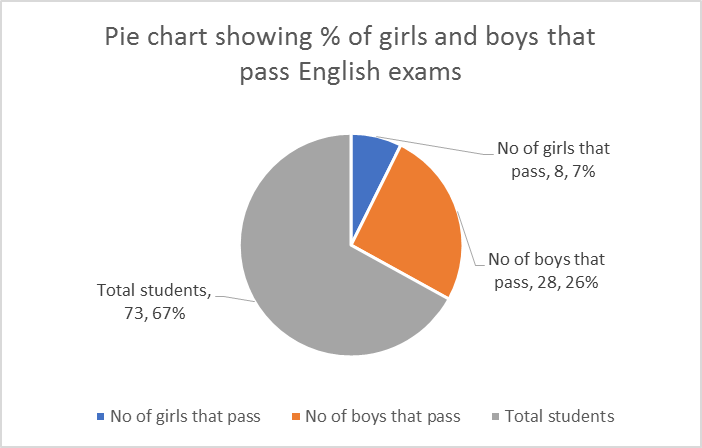 Pie chart showing % of girls and boys that
pass English exams
No of girls that
pass, 8, 7%
No of boys that
pass, 28, 26%
Total students,
73, 67%
No of girls that pass
No of boys that pass
Total students